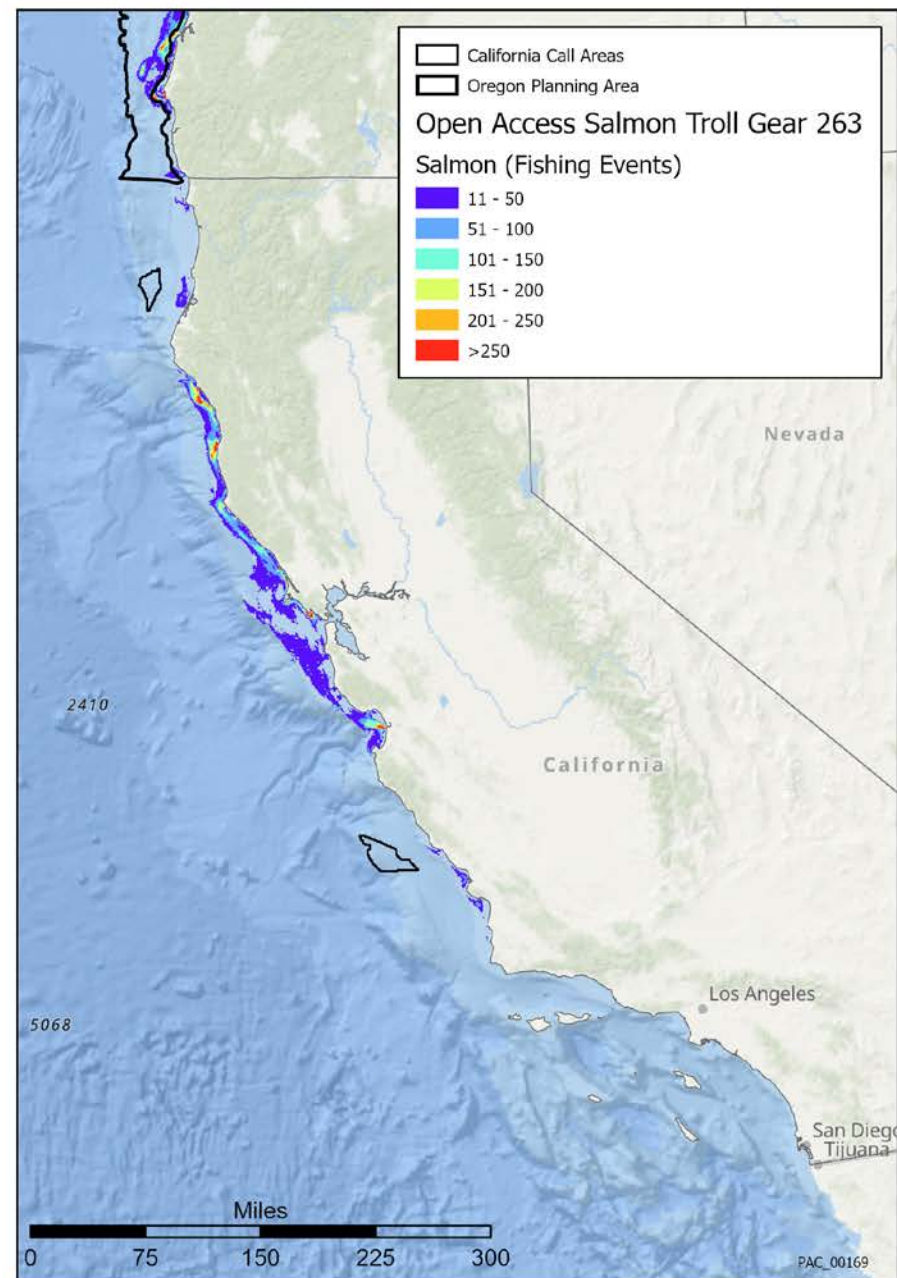 California Call Areas
Oregon Planning Area
Open Access Salmon Troll Gear 263
Salmon (Fishing Events)
11 - 50
51 - 100
101 - 150
151 - 200
201 - 250
>250
Nevada
2410
California
Los Angeles
5068
San Diego
Tijuana
Miles
0 75 150 225 300
PAC_00169